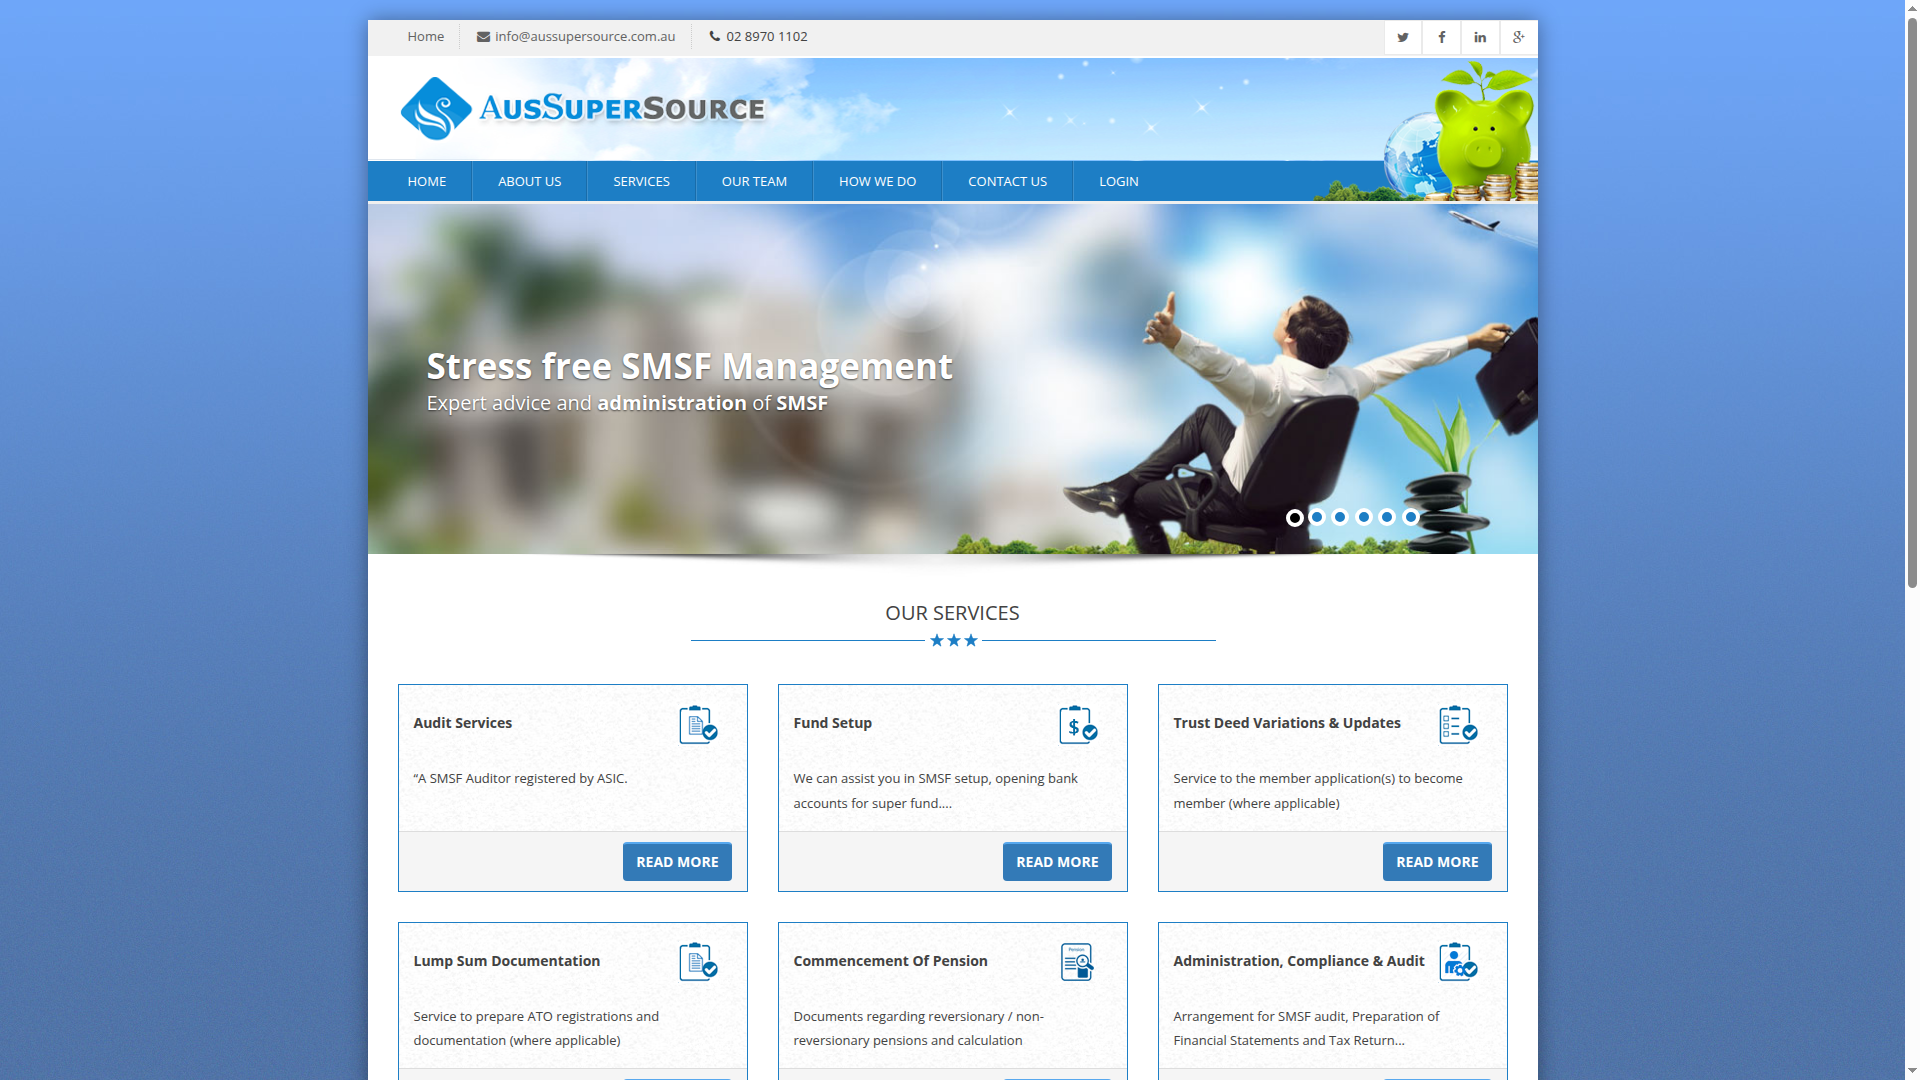 Home
info@aussupersource.com.au
02 8970 1102
AUSSUPERSOURCE
HOME
ABOUT US
SERVICES
OUR TEAM
HOW WE DO
CONTACT US
LOGIN
Stress free SMSF Management
Expert advice and administration of SMSF
OUR SERVICES
Audit Services
“A SMSF Auditor registered by ASIC.
READ MORE
Fund Setup
We can assist you in SMSF setup, opening bank
accounts for super fund....
READ MORE
Trust Deed Variations & Updates
Service to the member application(s) to become
member (where applicable)
READ MORE
Lump Sum Documentation
Service to prepare ATO registrations and
documentation (where applicable)
Commencement Of Pension
Documents regarding reversionary / non-
reversionary pensions and calculation
Administration, Compliance & Audit
Arrangement for SMSF audit, Preparation of
Financial Statements and Tax Return...